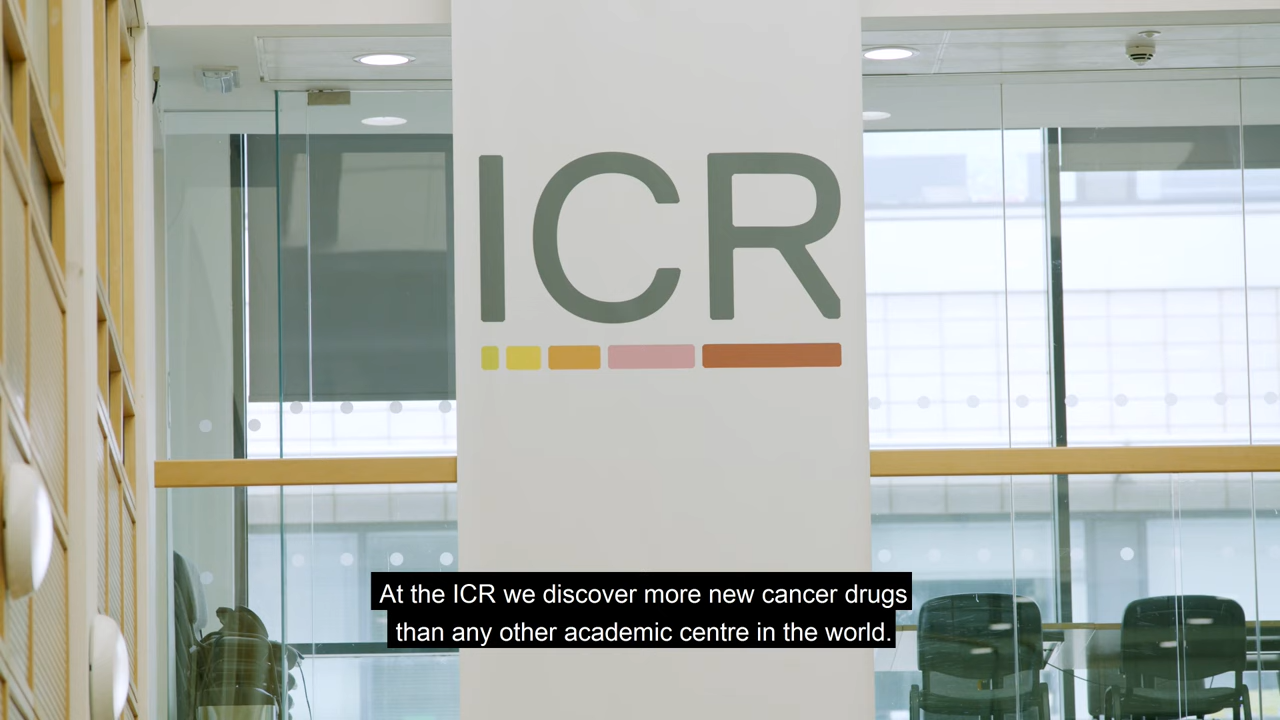 ICR
At the ICR we discover more new cancer drugs
than any other academic centre in the world.